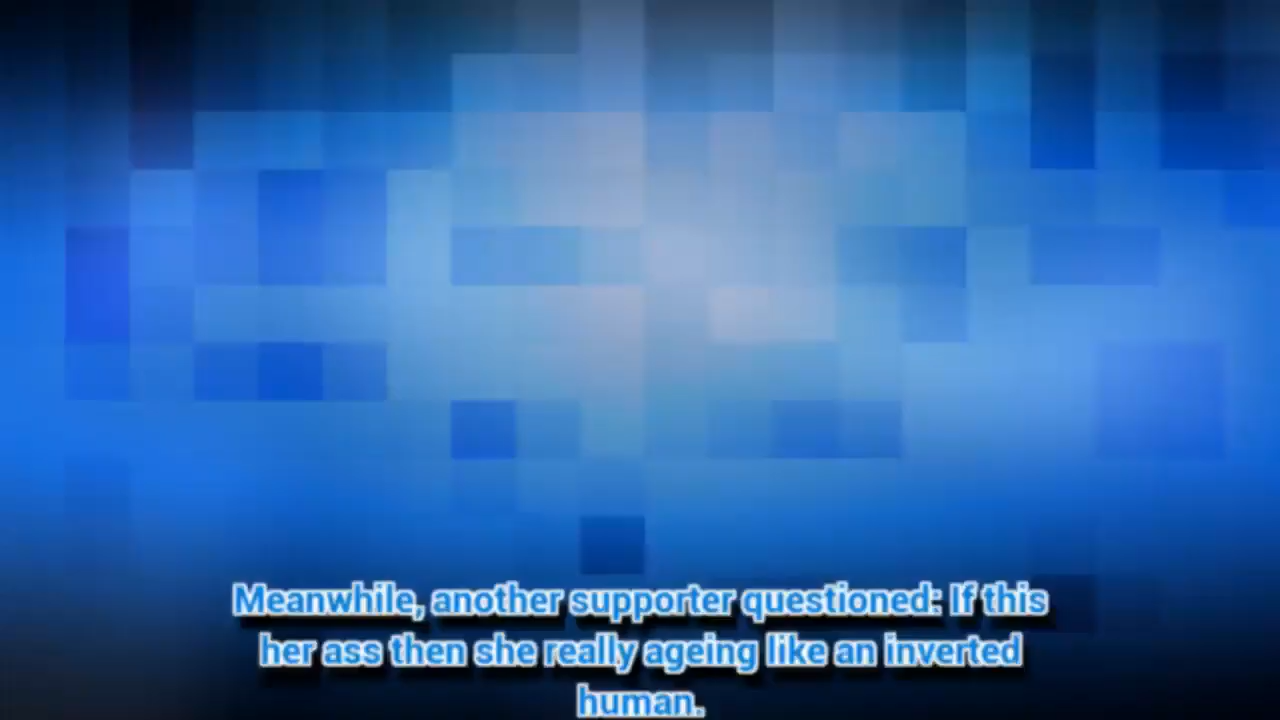 Meanwhile, another supporter questioned: If this
her ass then she really ageing like an inverted
human.